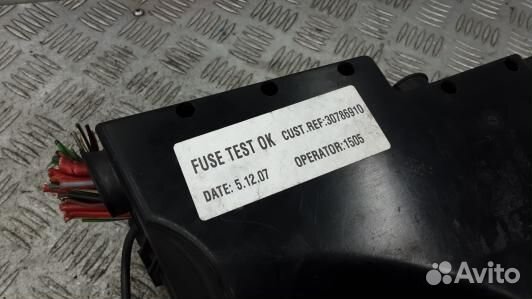 FUSE TEST OK CUST.REF:30786910
DATE: 5.12.07 OPERATOR:1505
Avito